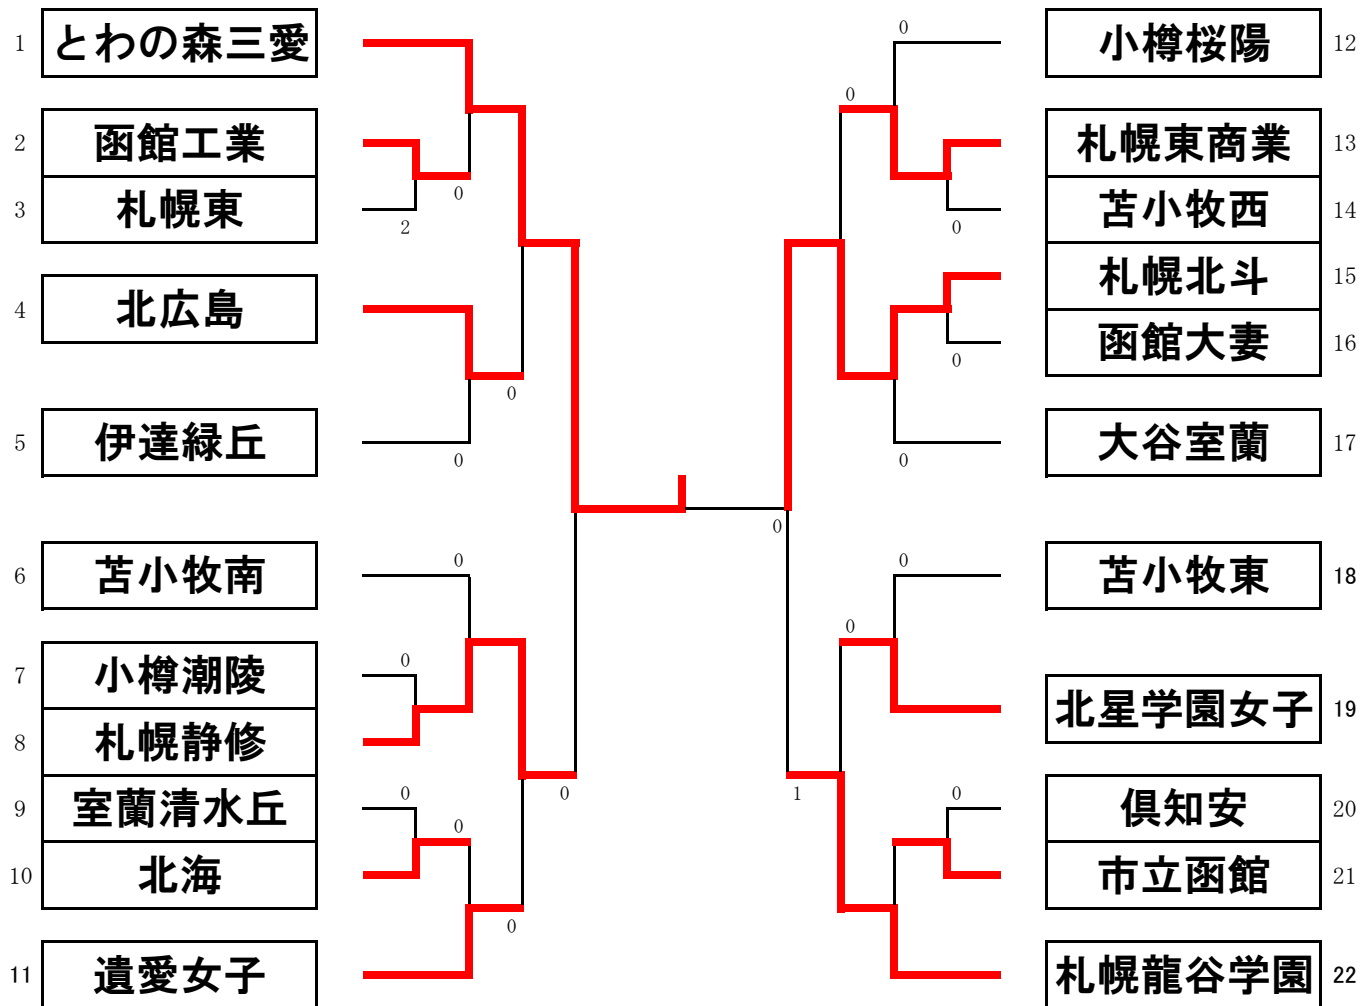 1 とわの森三愛
2 函館工業
3 札幌東
4 北広島
5 伊達緑丘
6 苫小牧南
7 小樽潮陵
8 札幌静修
9 室蘭清水丘
10 北海
11 遺愛女子
0
2
0
0
0
0
0
0
0
0
0
0
1
0
0
0
0
0
0
0
0
小樽桜陽 12
札幌東商業 13
苫小牧西 14
札幌北斗 15
函館大妻 16
大谷室蘭 17
苫小牧東 18
北星学園女子 19
倶知安 20
市立函館 21
札幌龍谷学園 22